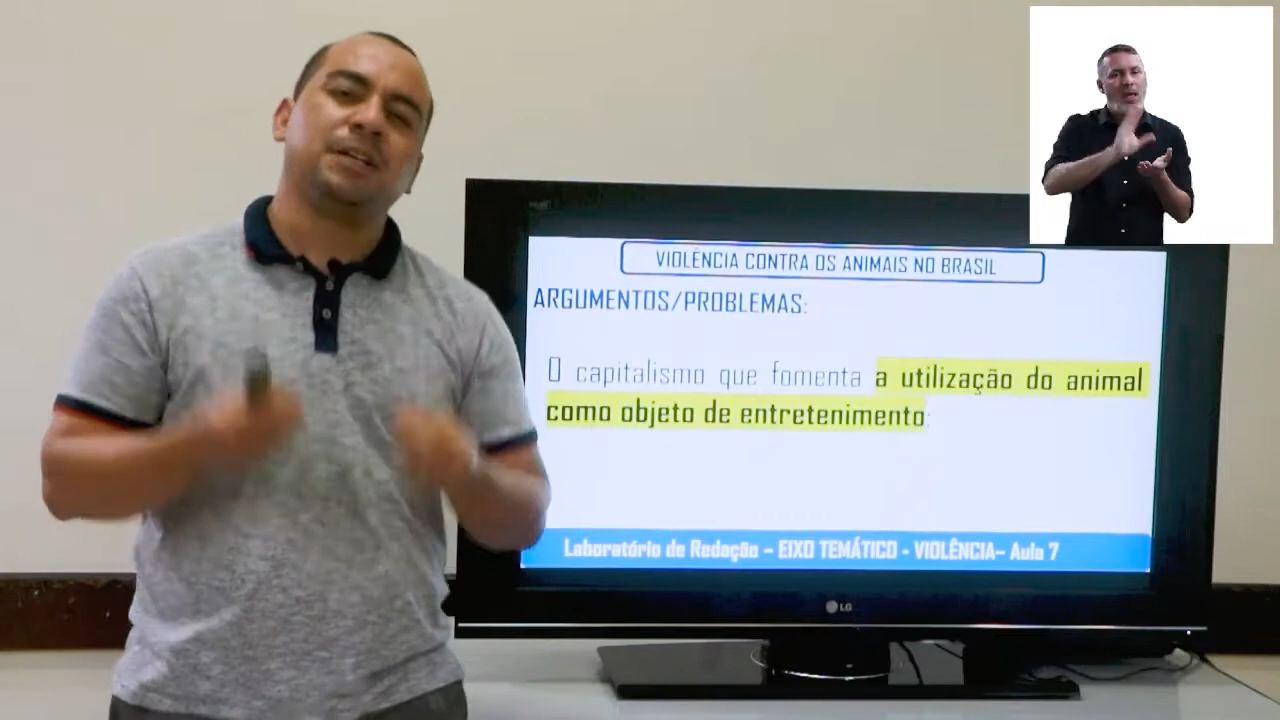 VIOLÊNCIA CONTRA OS ANIMAIS NO BRASIL
ARGUMENTOS/PROBLEMAS:
O capitalismo que fomenta a utilização do animal
como objeto de entretenimento;
Laboratório de Redação – EIXO TEMÁTICO - VIOLÊNCIA– Aula 7
LG